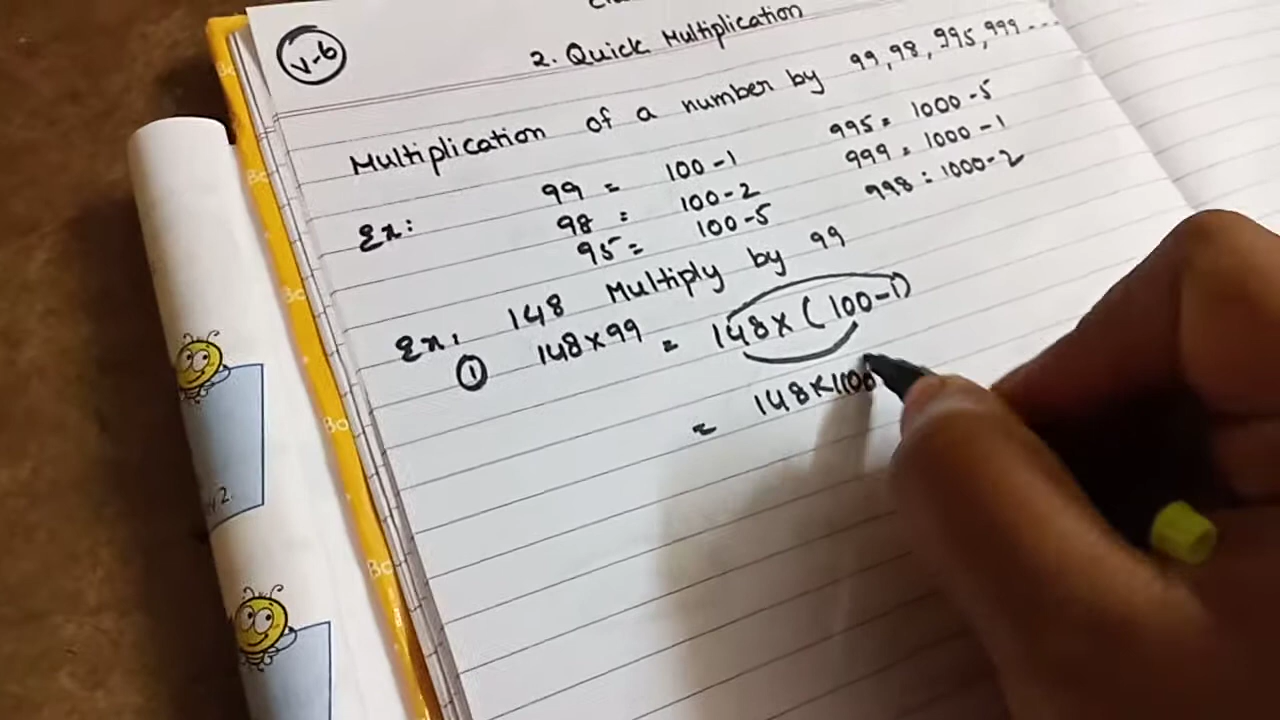 V-6
2. Quick Multiplication
Multiplication of a number by 99, 98, 995, 999 ---
Ex: 99 = 100-1 995 = 1000-5
98 = 100-2 999 = 1000-1
95 = 100-5 998 = 1000-2
Ex: 148 Multiply by 99
① 148×99 = 148×(100-1)
= 148×100